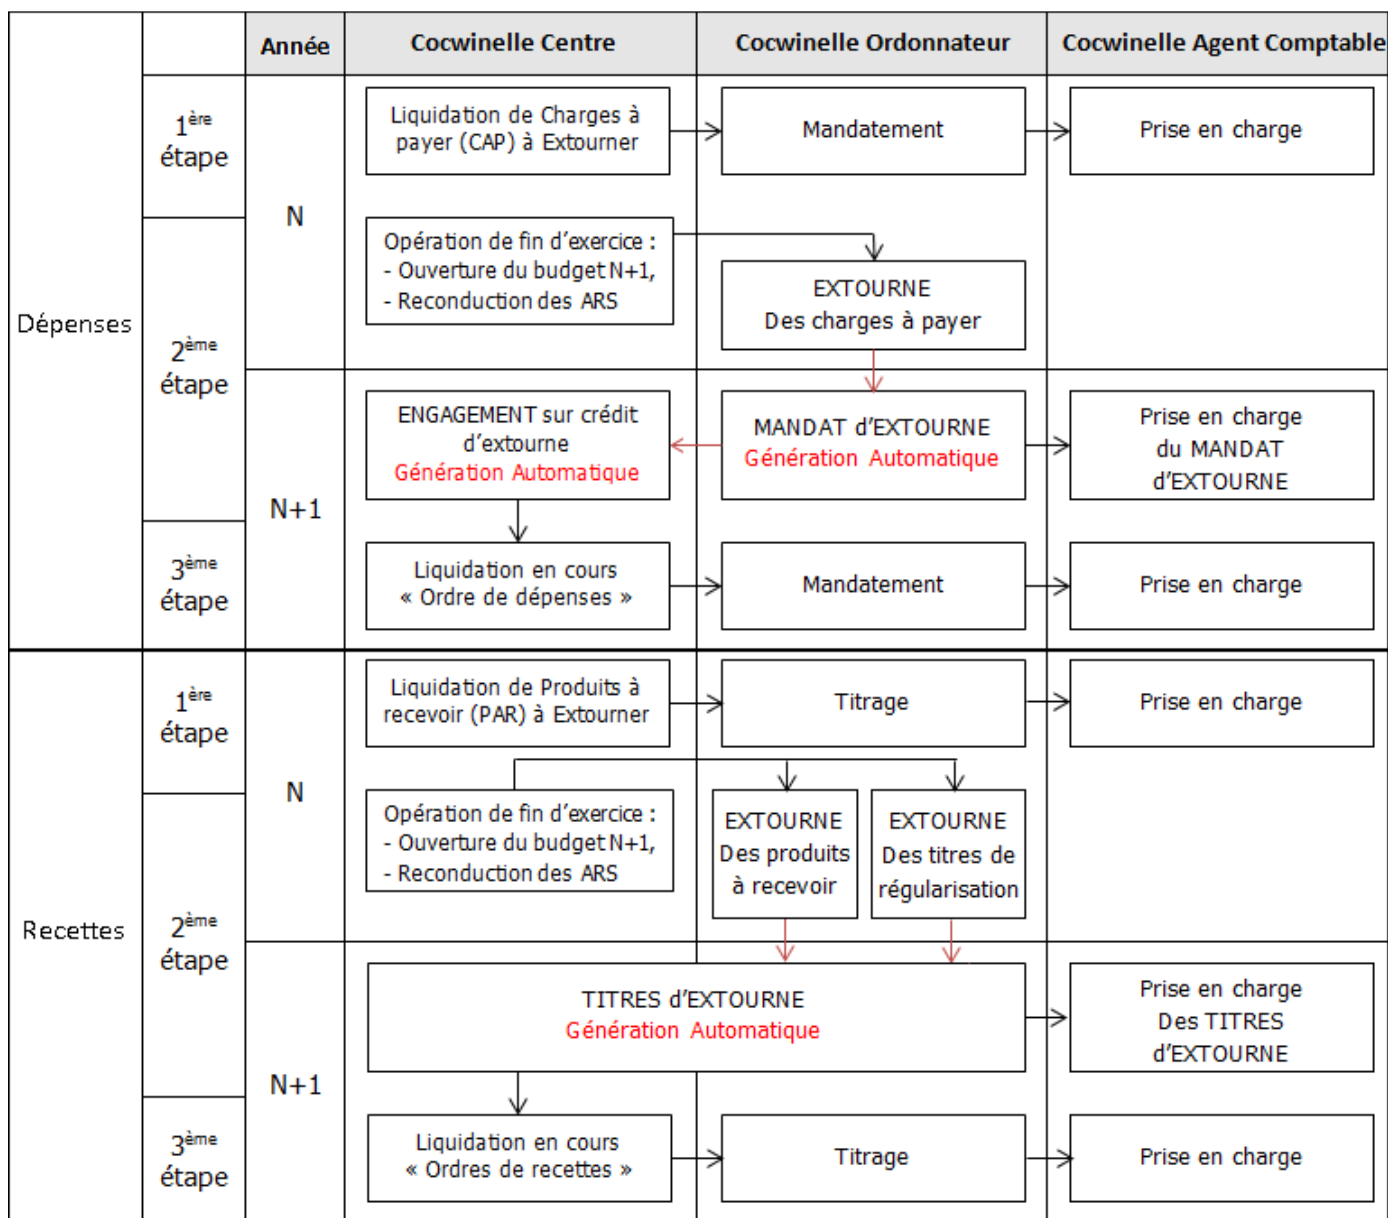 Année
Cocwinelle Centre
Cocwinelle Ordonnateur
Cocwinelle Agent Comptable
Dépenses
1ère
étape
N
Liquidation de Charges à
payer (CAP) à Extourner
Mandatement
Prise en charge
2ème
étape
Opération de fin d'exercice :
- Ouverture du budget N+1,
- Reconduction des ARS
EXTOURNE
Des charges à payer
N+1
ENGAGEMENT sur crédit
d'extourne
Génération Automatique
MANDAT d'EXTOURNE
Génération Automatique
Prise en charge
du MANDAT
d'EXTOURNE
3ème
étape
Liquidation en cours
« Ordre de dépenses »
Mandatement
Prise en charge
Recettes
1ère
étape
N
Liquidation de Produits à
recevoir (PAR) à Extourner
Titrage
Prise en charge
2ème
étape
Opération de fin d'exercice :
- Ouverture du budget N+1,
- Reconduction des ARS
EXTOURNE
Des produits
à recevoir
EXTOURNE
Des titres de
régularisation
N+1
TITRES d'EXTOURNE
Génération Automatique
Prise en charge
Des TITRES
d'EXTOURNE
3ème
étape
Liquidation en cours
« Ordres de recettes »
Titrage
Prise en charge